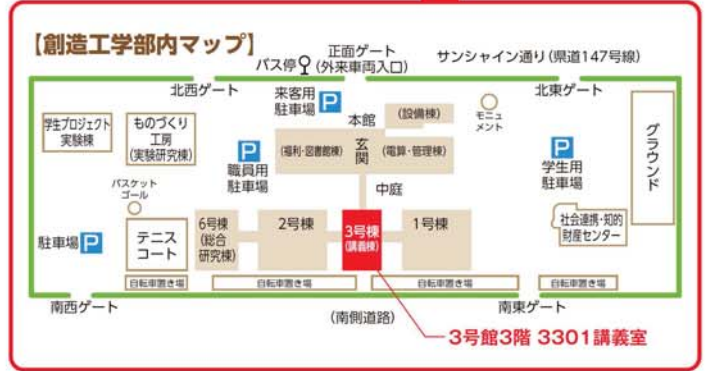 【創造工学部内マップ】
バス停
正面ゲート
(外来車両入口)
サンシャイン通り(県道147号線)
北西ゲート
北東ゲート
来客用
駐車場
P
本館
(設備棟)
モニュ
メント
学生プロジェクト
実験棟
ものづくり
工房
(実験研究棟)
P
職員用
駐車場
(福利・図書館棟)
玄
関
(電算・管理棟)
P
学生用
駐車場
グラウンド
中庭
バスケット
ゴール
駐車場 P
テニス
コート
6号棟
(総合
研究棟)
2号棟
3号棟
(講義棟)
1号棟
社会連携・知的
財産センター
自転車置き場
自転車置き場
自転車置き場
自転車置き場
南西ゲート
(南側道路)
南東ゲート
3号館3階 3301講義室